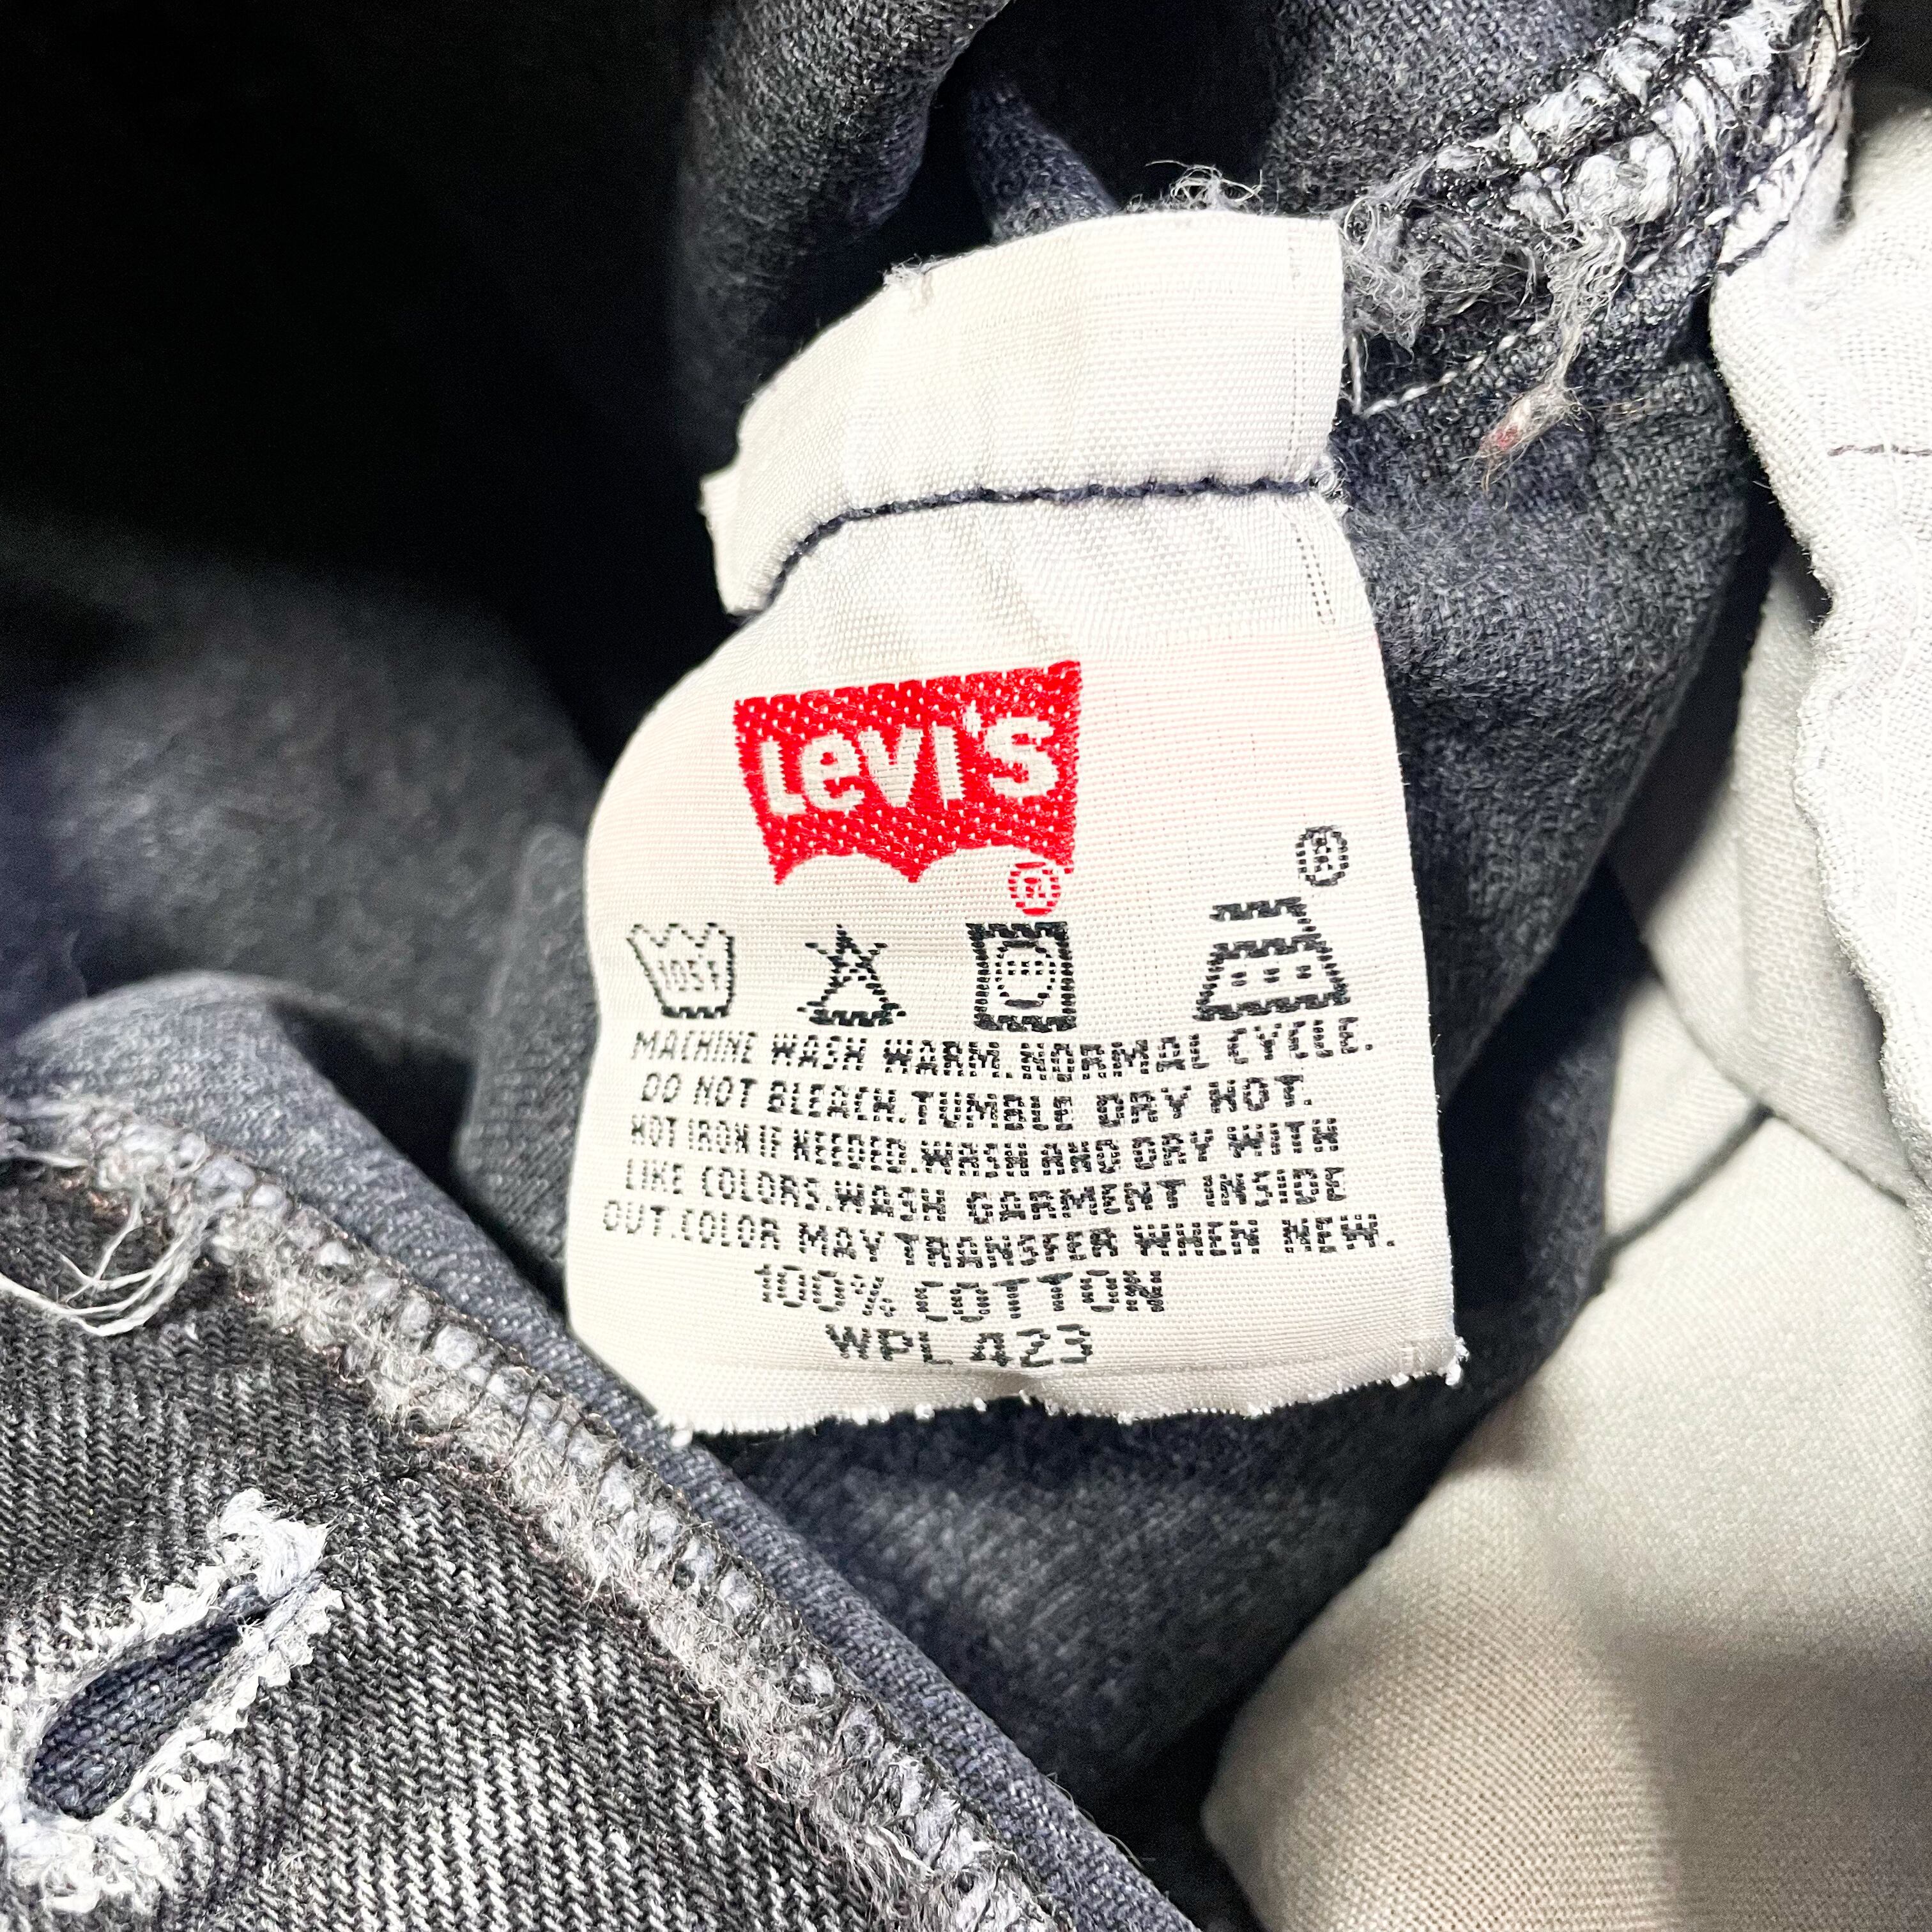 LEVI'S
®
®
105°F
MACHINE WASH WARM.NORMAL CYCLE.
DO NOT BLEACH.TUMBLE DRY HOT.
HOT IRON IF NEEDED.WASH AND DRY WITH
LIKE COLORS.WASH GARMENT INSIDE
OUT.COLOR MAY TRANSFER WHEN NEW.
100% COTTON
WPL 423